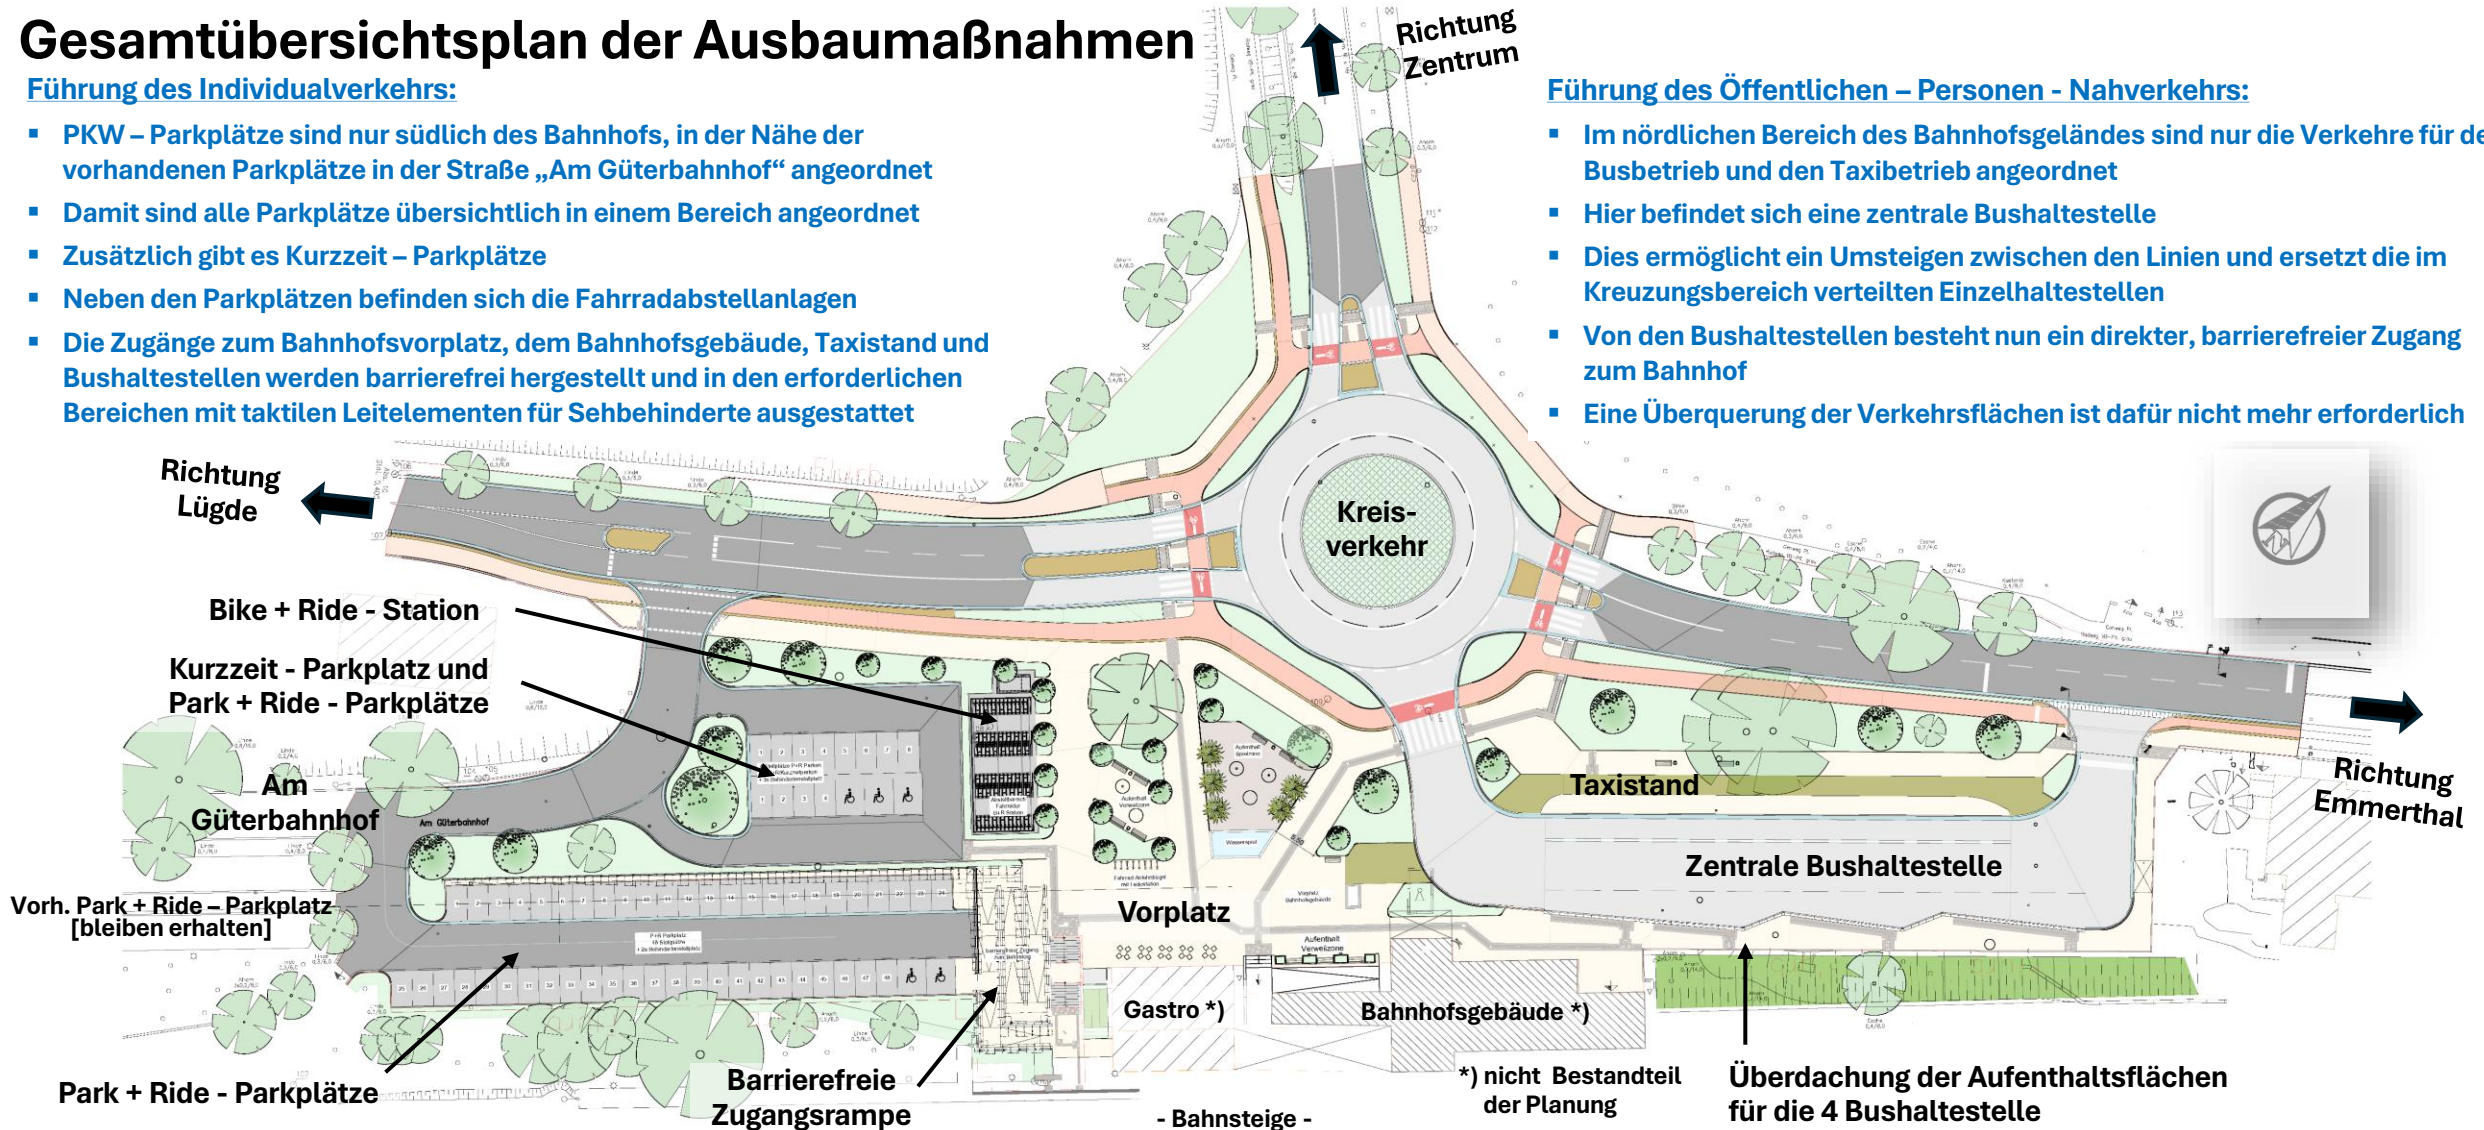 Gesamtübersichtsplan der Ausbaumaßnahmen
Führung des Individualverkehrs:
▪ PKW – Parkplätze sind nur südlich des Bahnhofs, in der Nähe der
vorhandenen Parkplätze in der Straße „Am Güterbahnhof“ angeordnet
▪ Damit sind alle Parkplätze übersichtlich in einem Bereich angeordnet
▪ Zusätzlich gibt es Kurzzeit – Parkplätze
▪ Neben den Parkplätzen befinden sich die Fahrradabstellanlagen
▪ Die Zugänge zum Bahnhofsvorplatz, dem Bahnhofsgebäude, Taxistand und
Bushaltestellen werden barrierefrei hergestellt und in den erforderlichen
Bereichen mit taktilen Leitelementen für Sehbehinderte ausgestattet
Richtung
Zentrum
Führung des Öffentlichen – Personen - Nahverkehrs:
▪ Im nördlichen Bereich des Bahnhofsgeländes sind nur die Verkehre für de
Busbetrieb und den Taxibetrieb angeordnet
▪ Hier befindet sich eine zentrale Bushaltestelle
▪ Dies ermöglicht ein Umsteigen zwischen den Linien und ersetzt die im
Kreuzungsbereich verteilten Einzelhaltestellen
▪ Von den Bushaltestellen besteht nun ein direkter, barrierefreier Zugang
zum Bahnhof
▪ Eine Überquerung der Verkehrsflächen ist dafür nicht mehr erforderlich
Richtung
Lügde
Kreis-
verkehr
Bike + Ride - Station
Kurzzeit - Parkplatz und
Park + Ride - Parkplätze
Am
Güterbahnhof
Am Güterbahnhof
Taxistand
Richtung
Emmerthal
Zentrale Bushaltestelle
Wasserspiel
Vorh. Park + Ride – Parkplatz
[bleiben erhalten]
Vorplatz
P+R Parkplatz
Aufenthalt
Verweilzone
Gastro *)
Bahnhofsgebäude *)
Park + Ride - Parkplätze
Barrierefreie
Zugangsrampe
- Bahnsteige -
*) nicht Bestandteil
der Planung
Überdachung der Aufenthaltsflächen
für die 4 Bushaltestelle